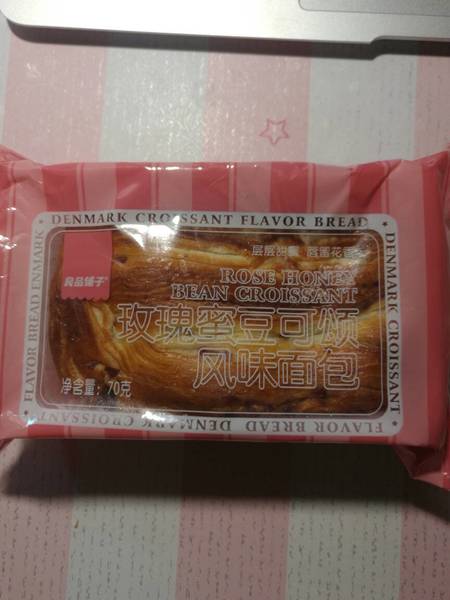 DENMARK CROISSANT FLAVOR BREAD
良品铺子
层层甜蜜 唇蓬花香
ROSE HONEY
BEAN CROISSANT
玫瑰蜜豆可颂
风味面包
净含量：70克
FLAVOR BREAD ENMARK
DENMARK CROISSANT
FLAVOR BREAD DENMARK CROISSANT